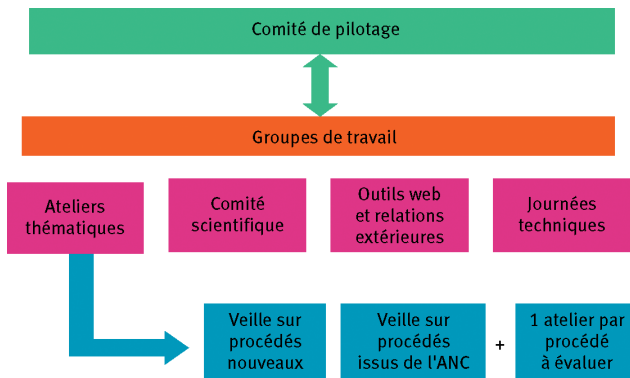 Comité de pilotage
Groupes de travail
Ateliers
thématiques
Comité
scientifique
Outils web
et relations
extérieures
Journées
techniques
Veille sur
procédés
nouveaux
Veille sur
procédés
issus de l'ANC
+
1 atelier par
procédé
à évaluer